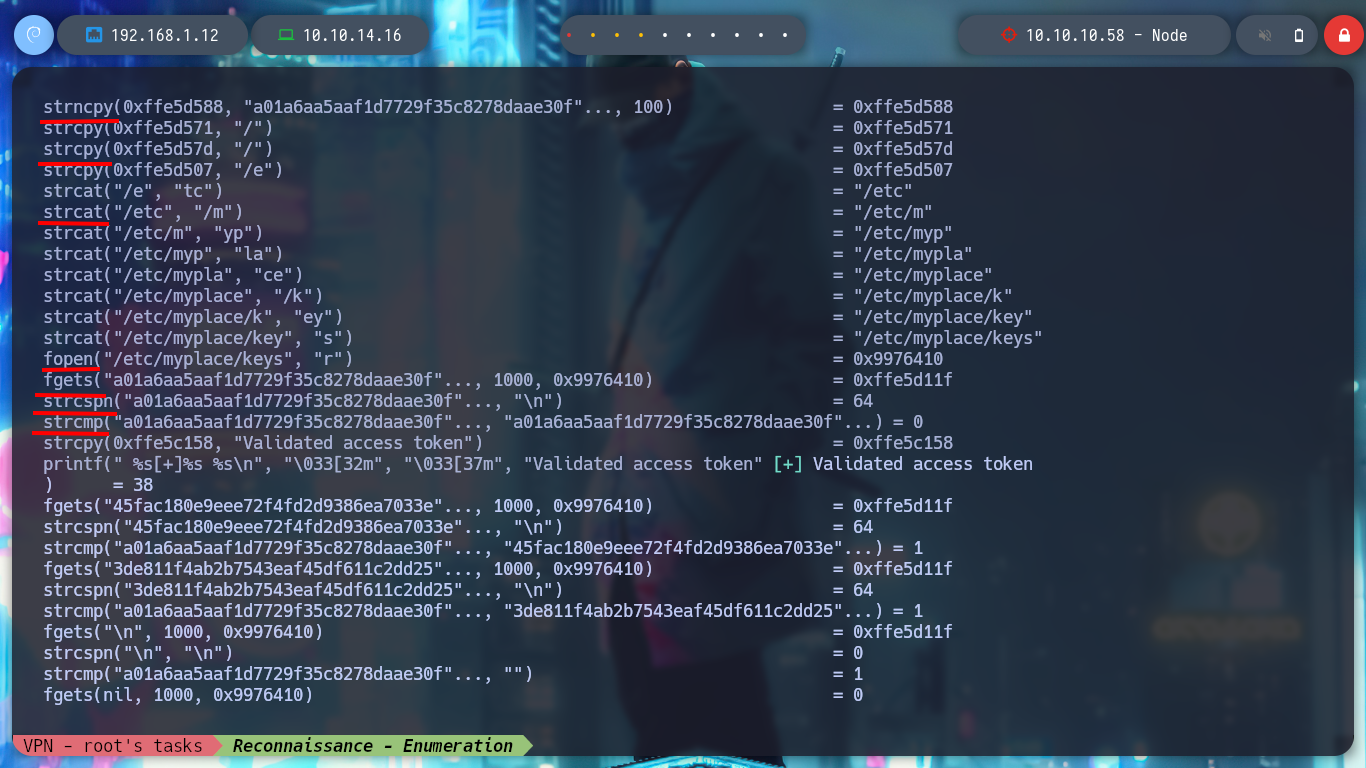 192.168.1.12 10.10.14.16 10.10.10.58 - Node
strncpy(0xffe5d588, "a01a6aa5aaf1d7729f35c8278daae30f"..., 100) = 0xffe5d588
strcpy(0xffe5d571, "/") = 0xffe5d571
strcpy(0xffe5d57d, "/") = 0xffe5d57d
strcpy(0xffe5d507, "/e") = 0xffe5d507
strcat("/e", "tc") = "/etc"
strcat("/etc", "/m") = "/etc/m"
strcat("/etc/m", "yp") = "/etc/myp"
strcat("/etc/myp", "la") = "/etc/mypla"
strcat("/etc/mypla", "ce") = "/etc/myplace"
strcat("/etc/myplace", "/k") = "/etc/myplace/k"
strcat("/etc/myplace/k", "ey") = "/etc/myplace/key"
strcat("/etc/myplace/key", "s") = "/etc/myplace/keys"
fopen("/etc/myplace/keys", "r") = 0x9976410
fgets("a01a6aa5aaf1d7729f35c8278daae30f"..., 1000, 0x9976410) = 0xffe5d11f
strcspn("a01a6aa5aaf1d7729f35c8278daae30f"..., "\n") = 64
strcmp("a01a6aa5aaf1d7729f35c8278daae30f"..., "a01a6aa5aaf1d7729f35c8278daae30f"...) = 0
strcpy(0xffe5c158, "Validated access token") = 0xffe5c158
printf(" %s[+]%s %s\n", "\033[32m", "\033[37m", "Validated access token" [+] Validated access token
) = 38
fgets("45fac180e9eee72f4fd2d9386ea7033e"..., 1000, 0x9976410) = 0xffe5d11f
strcspn("45fac180e9eee72f4fd2d9386ea7033e"..., "\n") = 64
strcmp("a01a6aa5aaf1d7729f35c8278daae30f"..., "45fac180e9eee72f4fd2d9386ea7033e"...) = 1
fgets("3de811f4ab2b7543eaf45df611c2dd25"..., 1000, 0x9976410) = 0xffe5d11f
strcspn("3de811f4ab2b7543eaf45df611c2dd25"..., "\n") = 64
strcmp("a01a6aa5aaf1d7729f35c8278daae30f"..., "3de811f4ab2b7543eaf45df611c2dd25"...) = 1
fgets("\n", 1000, 0x9976410) = 0xffe5d11f
strcspn("\n", "\n") = 0
strcmp("a01a6aa5aaf1d7729f35c8278daae30f"..., "") = 1
fgets(nil, 1000, 0x9976410) = 0
VPN - root's tasks Reconnaissance - Enumeration